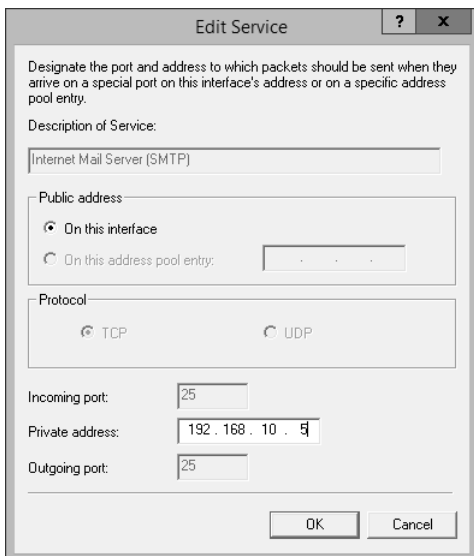 Edit Service
? x
Designate the port and address to which packets should be sent when they
arrive on a special port on this interface's address or on a specific address
pool entry.
Description of Service:
Internet Mail Server (SMTP)
Public address
On this interface
On this address pool entry: . . .
Protocol
TCP UDP
Incoming port: 25
Private address: 192 . 168 . 10 . 5
Outgoing port: 25
OK Cancel